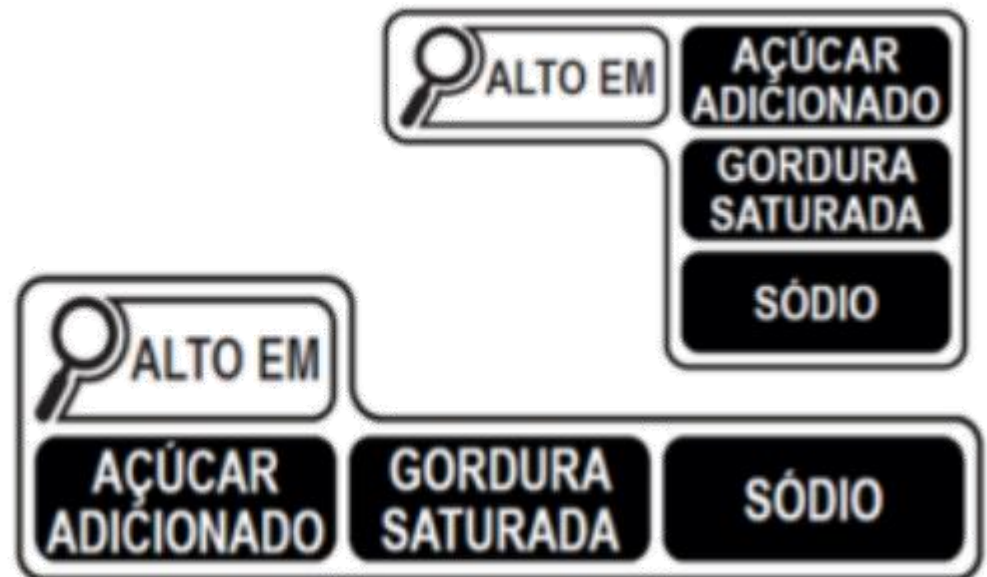 ALTO EM
AÇÚCAR
ADICIONADO
GORDURA
SATURADA
SÓDIO
ALTO EM
AÇÚCAR
ADICIONADO
GORDURA
SATURADA
SÓDIO